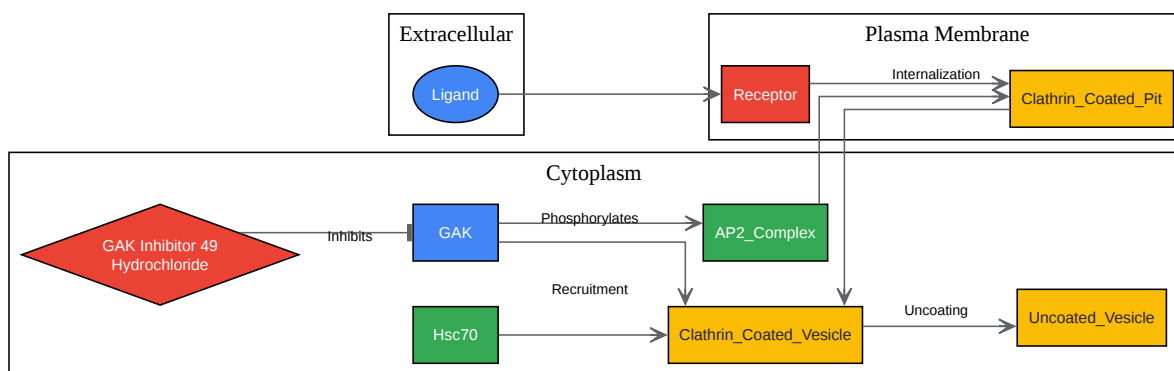 Extracellular
Plasma Membrane
Ligand
Receptor
Internalization
Clathrin_Coated_Pit
Cytoplasm
GAK Inhibitor 49
Hydrochloride
Inhibits
GAK
Phosphorylates
AP2_Complex
Recruitment
Hsc70
Clathrin_Coated_Vesicle
Uncoating
Uncoated_Vesicle